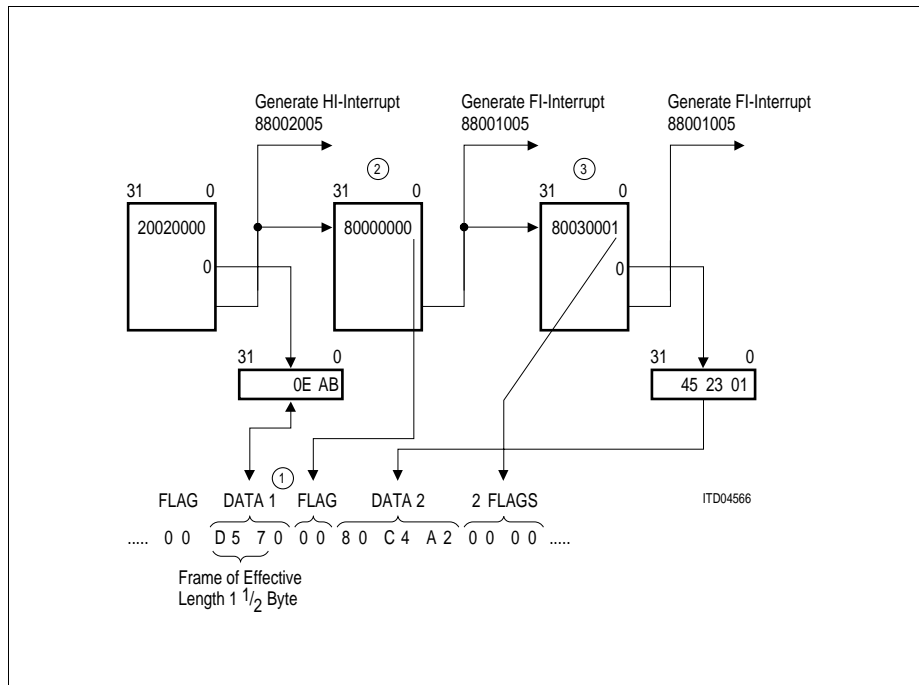 Generate HI-Interrupt
88002005
Generate FI-Interrupt
88001005
Generate FI-Interrupt
88001005
2
3
31 0
31 0
31 0
20020000
80000000
80030001
0
0
31 0
31 0
0E AB
45 23 01
1
FLAG DATA 1 FLAG DATA 2 2 FLAGS
ITD04566
..... 0 0 D 5 7 0 0 0 8 0 C 4 A 2 0 0 0 0 .....
Frame of Effective
Length 1 1/2 Byte